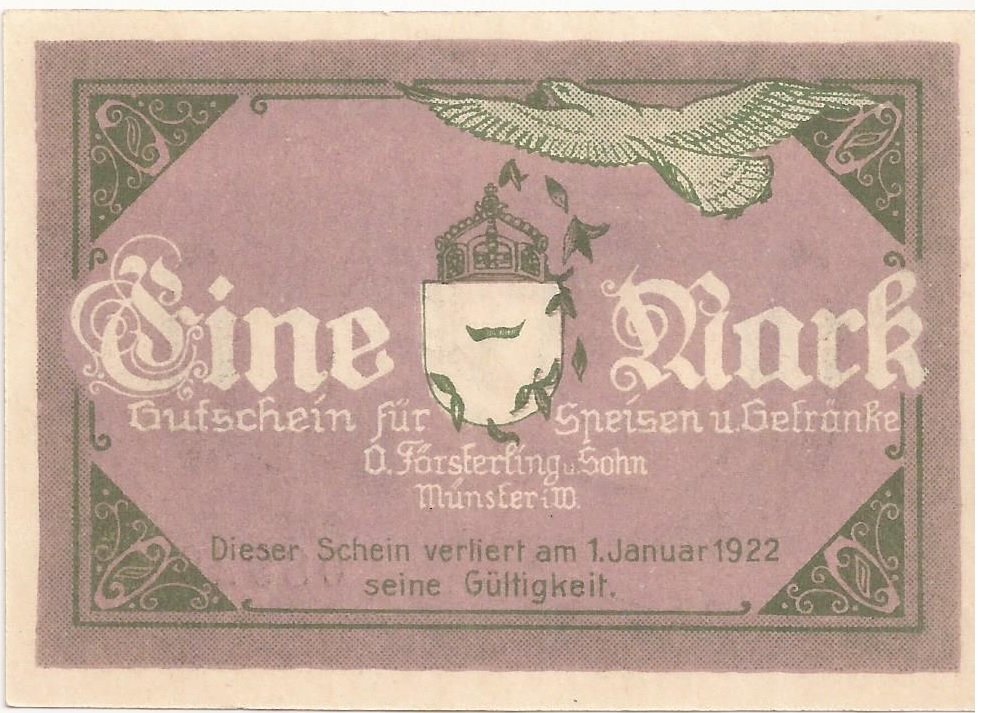 Eine Mark
Gutschein für Speisen u. Getränke
O. Försterling u. Sohn
Münster i.W.
Dieser Schein verliert am 1. Januar 1922
seine Gültigkeit.